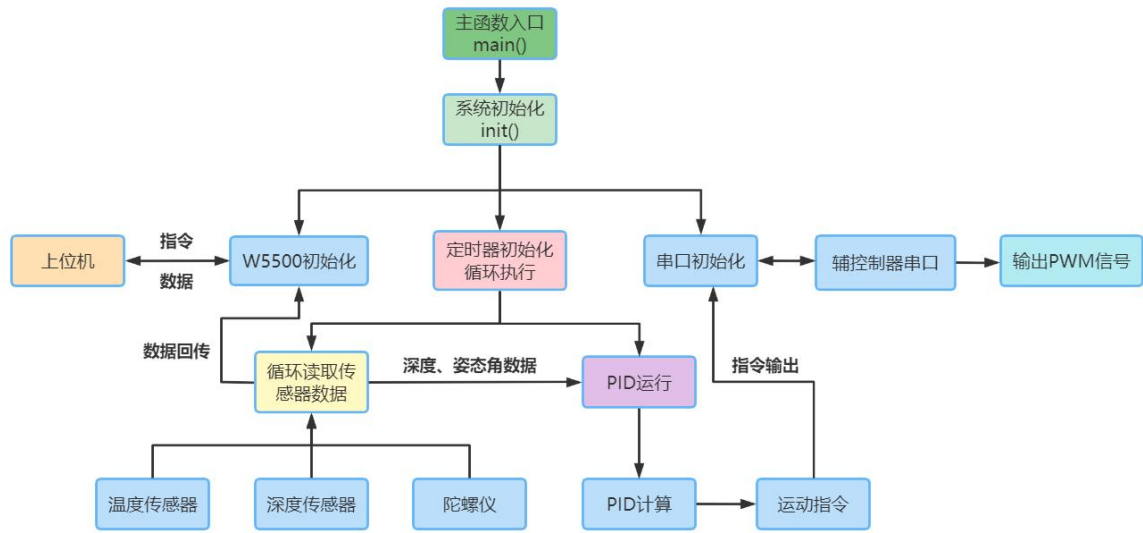 主函数入口
main()
系统初始化
init()
上位机
指令
数据
W5500初始化
定时器初始化
循环执行
串口初始化
辅控制器串口
输出PWM信号
数据回传
循环读取传
感器数据
深度、姿态角数据
PID运行
指令输出
温度传感器
深度传感器
陀螺仪
PID计算
运动指令